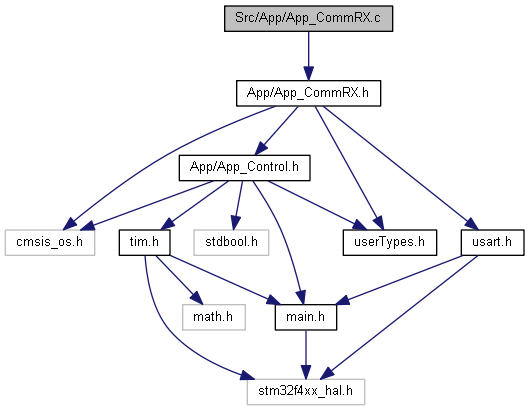 Src/App/App_CommRX.c
App/App_CommRX.h
App/App_Control.h
cmsis_os.h
tim.h
stdbool.h
userTypes.h
usart.h
math.h
main.h
stm32f4xx_hal.h